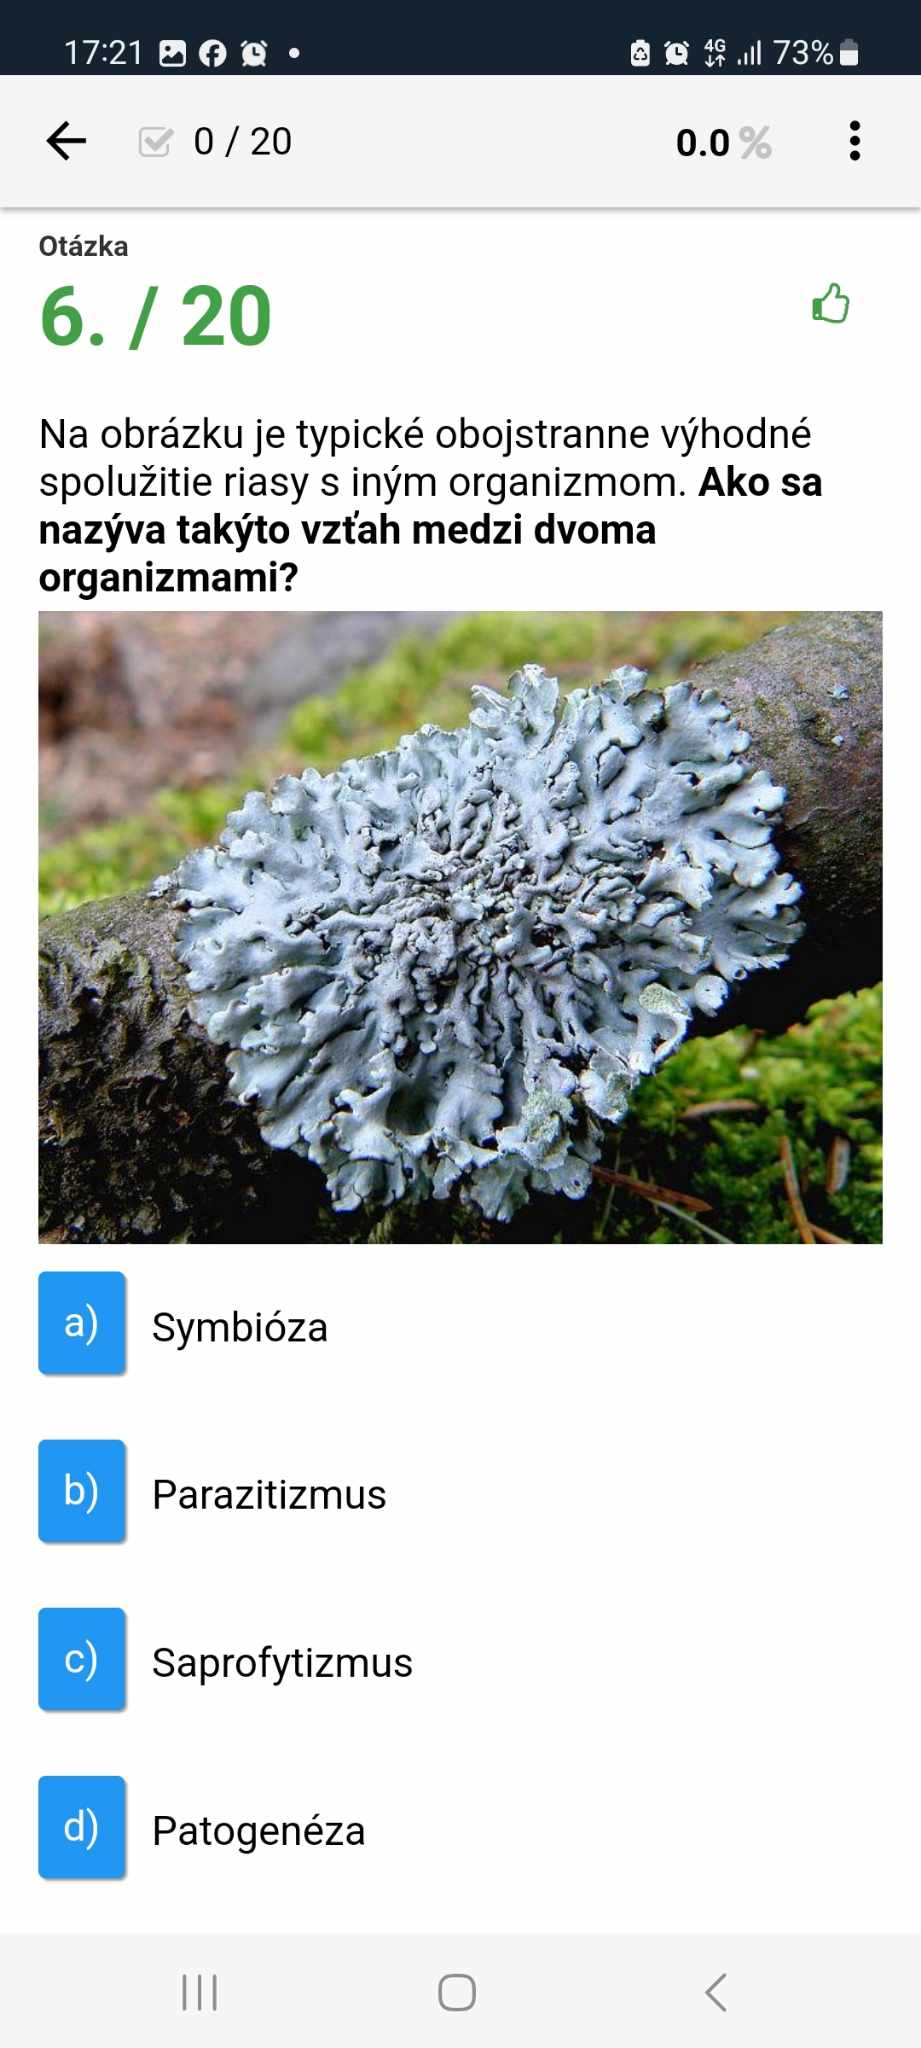 17:21
4G
73%
0 / 20
0.0 %
Otázka
6. / 20
Na obrázku je typické obojstranne výhodné
spolužitie riasy s iným organizmom. Ako sa
nazýva takýto vzťah medzi dvoma
organizmami?
a) Symbióza
b) Parazitizmus
c) Saprofytizmus
d) Patogenéza